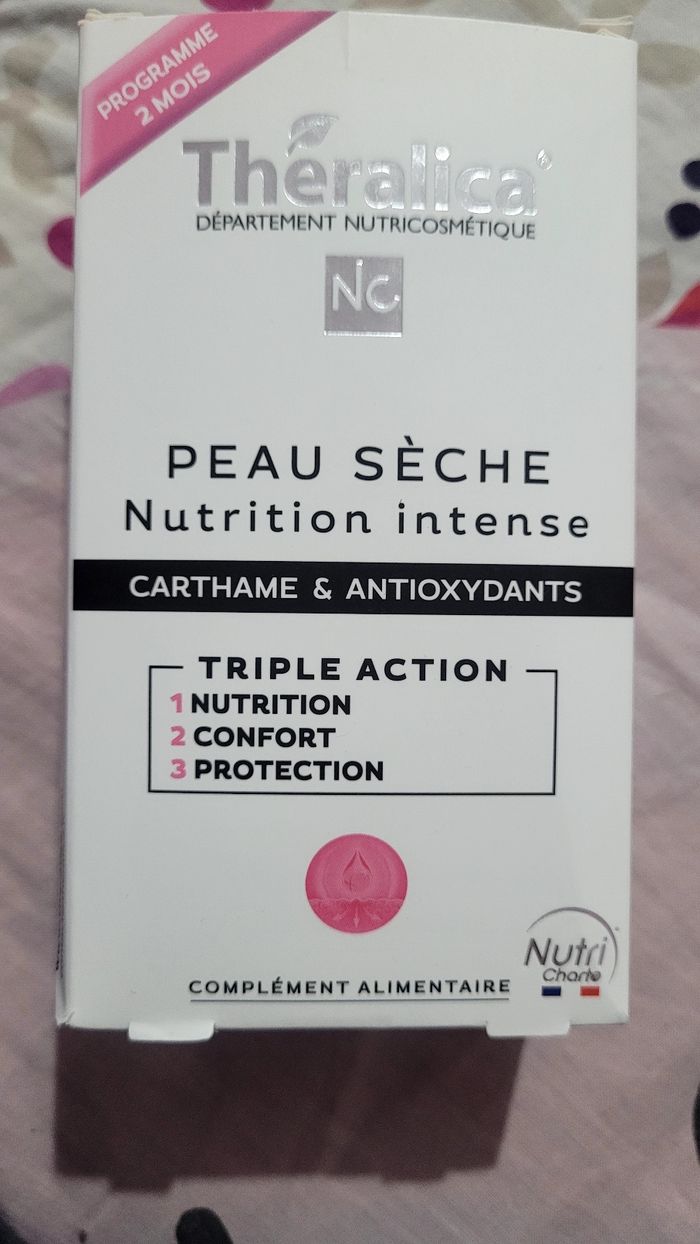 PROGRAMME
2 MOIS
Théralica
DÉPARTEMENT NUTRICOSMÉTIQUE
NC
PEAU SÈCHE
Nutrition intense
CARTHAME & ANTIOXYDANTS
TRIPLE ACTION
1 NUTRITION
2 CONFORT
3 PROTECTION
Nutri
Charte
COMPLÉMENT ALIMENTAIRE